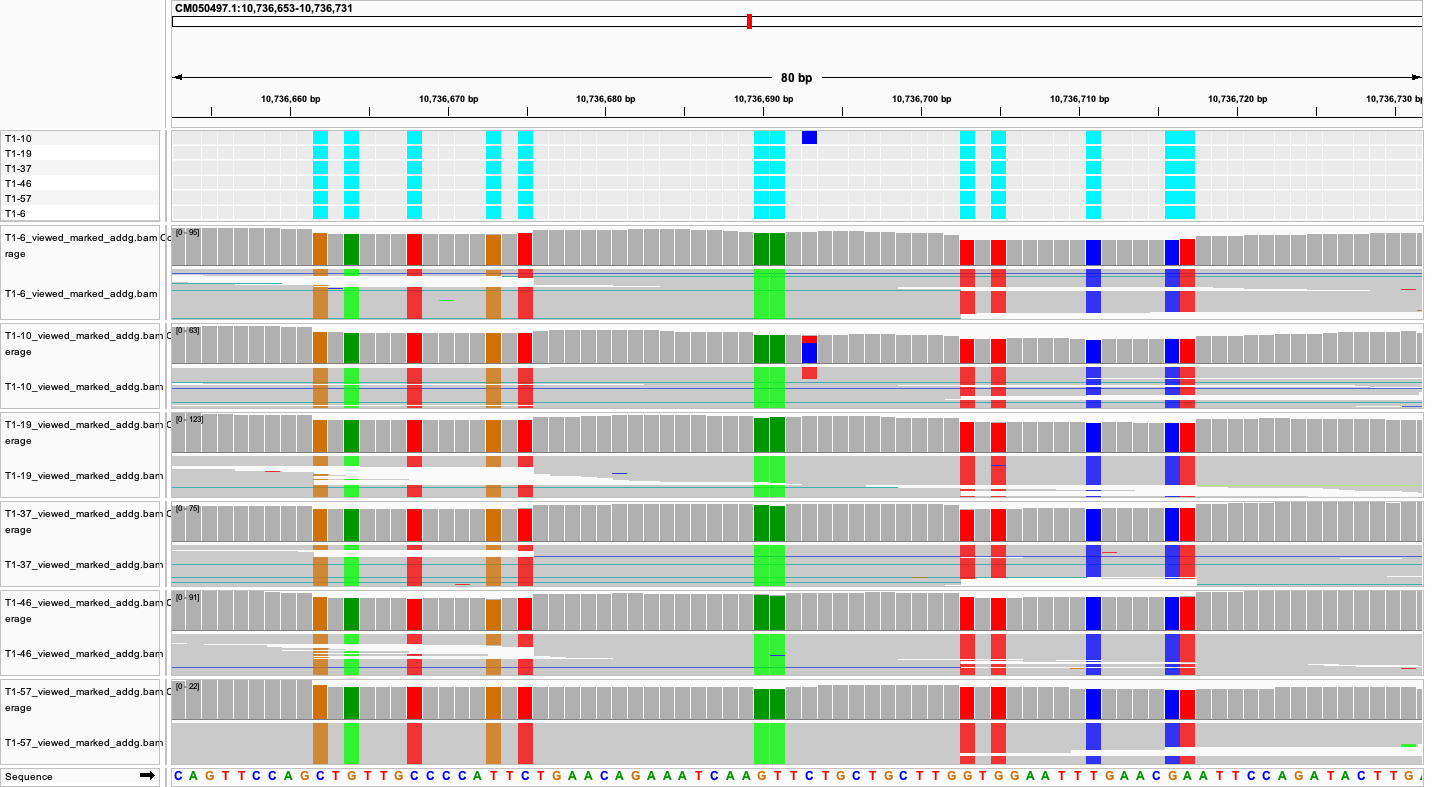 CM050497.1:10,736,653-10,736,731
80 bp
10,736,660 bp 10,736,670 bp 10,736,680 bp 10,736,690 bp 10,736,700 bp 10,736,710 bp 10,736,720 bp 10,736,730 bp
T1-10
T1-19
T1-37
T1-46
T1-57
T1-6
T1-6_viewed_marked_addg.bam Co
rage
[0 - 95]
T1-6_viewed_marked_addg.bam
T1-10_viewed_marked_addg.bam C
erage
[0 - 63]
T1-10_viewed_marked_addg.bam
T1-19_viewed_marked_addg.bam C
erage
[0 - 123]
T1-19_viewed_marked_addg.bam
T1-37_viewed_marked_addg.bam C
erage
[0 - 75]
T1-37_viewed_marked_addg.bam
T1-46_viewed_marked_addg.bam C
erage
[0 - 91]
T1-46_viewed_marked_addg.bam
T1-57_viewed_marked_addg.bam C
erage
[0 - 22]
T1-57_viewed_marked_addg.bam
Sequence C A G T T C C A G C T G T T G C C C C A T T C T G A A C A G A A A T C A A G T T C T G C T G C T T G G T G G A A T T T G A A C G A A T T C C A G A T A C T T G A